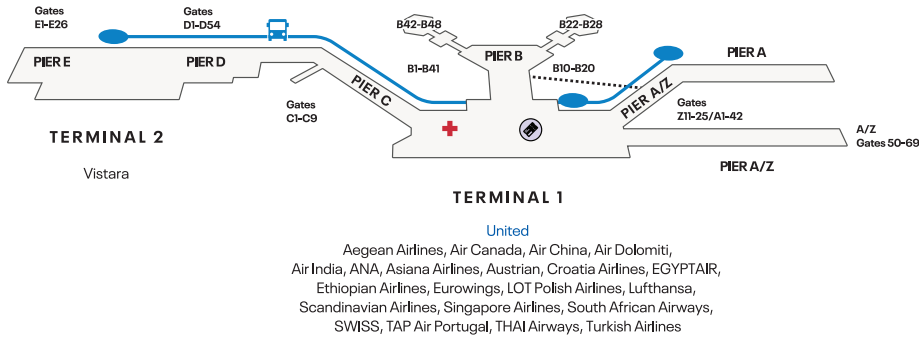 Gates
E1-E26
Gates
D1-D54
B42-B48
B22-B28
PIER E
PIER D
PIER B
PIER A
B1-B41
B10-B20
PIER C
PIER A/Z
Gates
C1-C9
Gates
Z11-25/A1-42
A/Z
Gates 50-69
PIER A/Z
TERMINAL 2
Vistara
TERMINAL 1
United
Aegean Airlines, Air Canada, Air China, Air Dolomiti,
Air India, ANA, Asiana Airlines, Austrian, Croatia Airlines, EGYPTAIR,
Ethiopian Airlines, Eurowings, LOT Polish Airlines, Lufthansa,
Scandinavian Airlines, Singapore Airlines, South African Airways,
SWISS, TAP Air Portugal, THAI Airways, Turkish Airlines